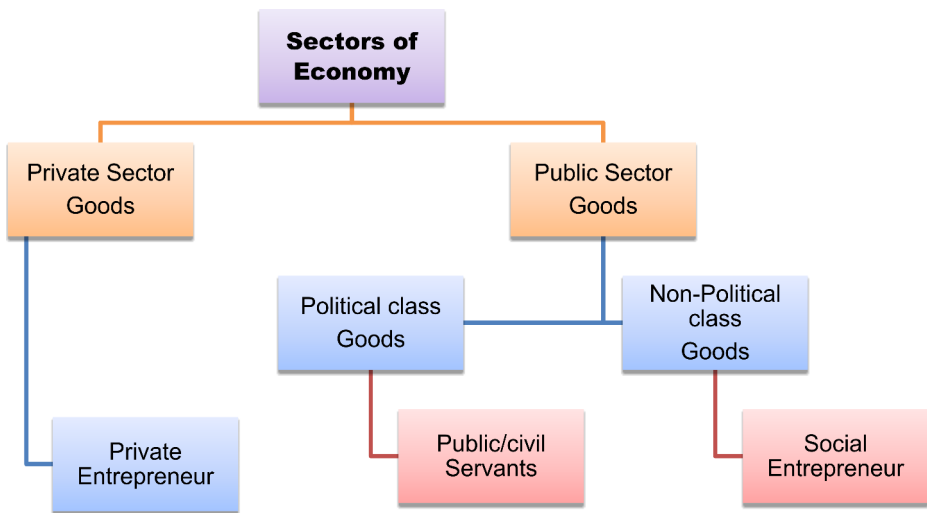 Sectors of
Economy
Private Sector
Goods
Public Sector
Goods
Political class
Goods
Non-Political
class
Goods
Private
Entrepreneur
Public/civil
Servants
Social
Entrepreneur